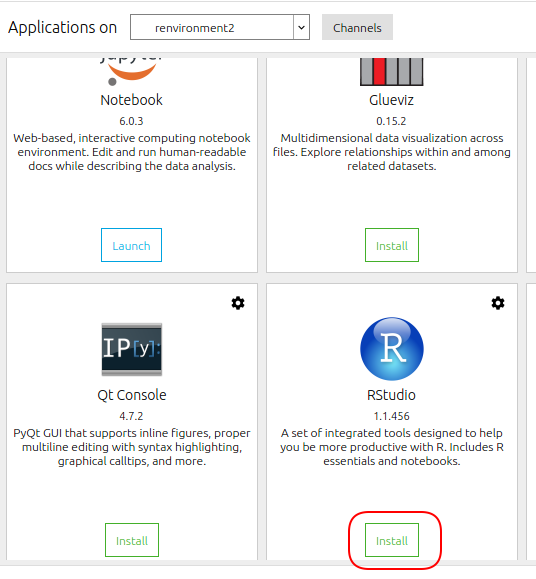 Applications on
renvironment2
Channels
jupyter
Notebook
6.0.3
Web-based, interactive computing notebook
environment. Edit and run human-readable
docs while describing the data analysis.
Launch
Glueviz
0.15.2
Multidimensional data visualization across
files. Explore relationships within and among
related datasets.
Install
IP[y]:
Qt Console
4.7.2
PyQt GUI that supports inline figures, proper
multiline editing with syntax highlighting,
graphical calltips, and more.
Install
R
RStudio
1.1.456
A set of integrated tools designed to help
you be more productive with R. Includes R
essentials and notebooks.
Install